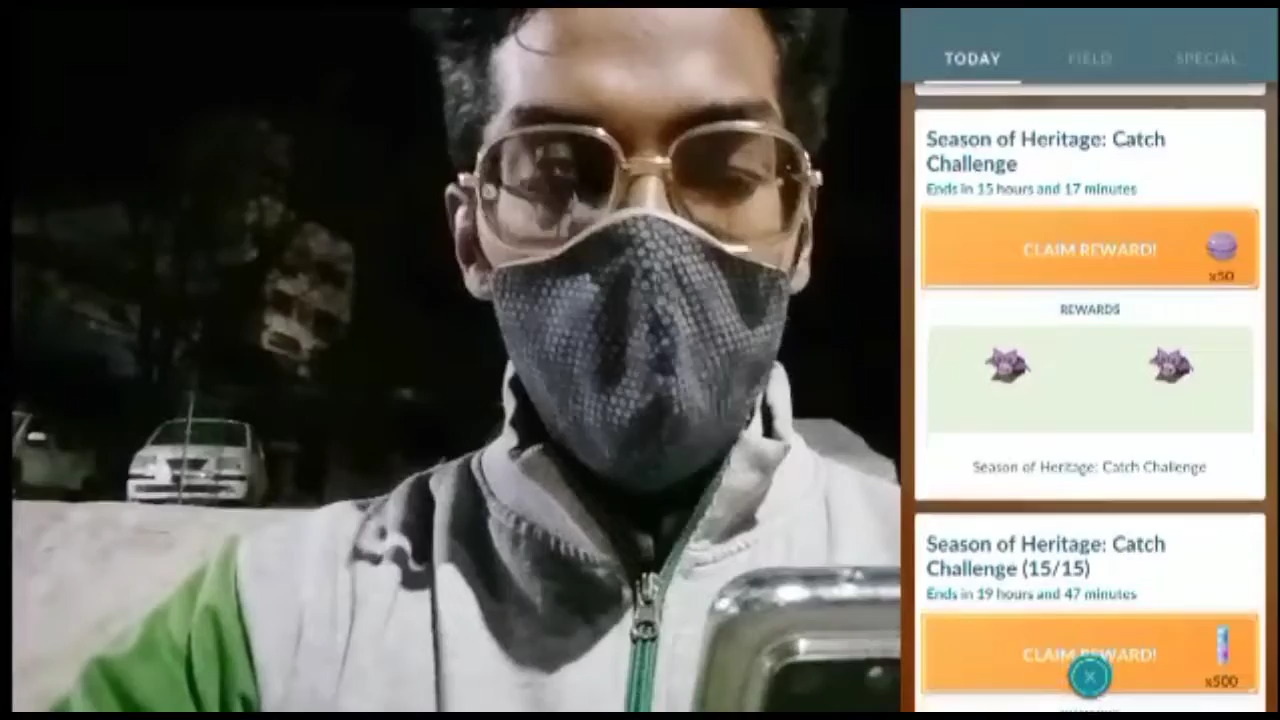 TODAY FIELD SPECIAL
Season of Heritage: Catch
Challenge
Ends in 15 hours and 17 minutes
CLAIM REWARD!
x50
REWARDS
Season of Heritage: Catch Challenge
Season of Heritage: Catch
Challenge (15/15)
Ends in 19 hours and 47 minutes
CLAIM REWARD!
x500